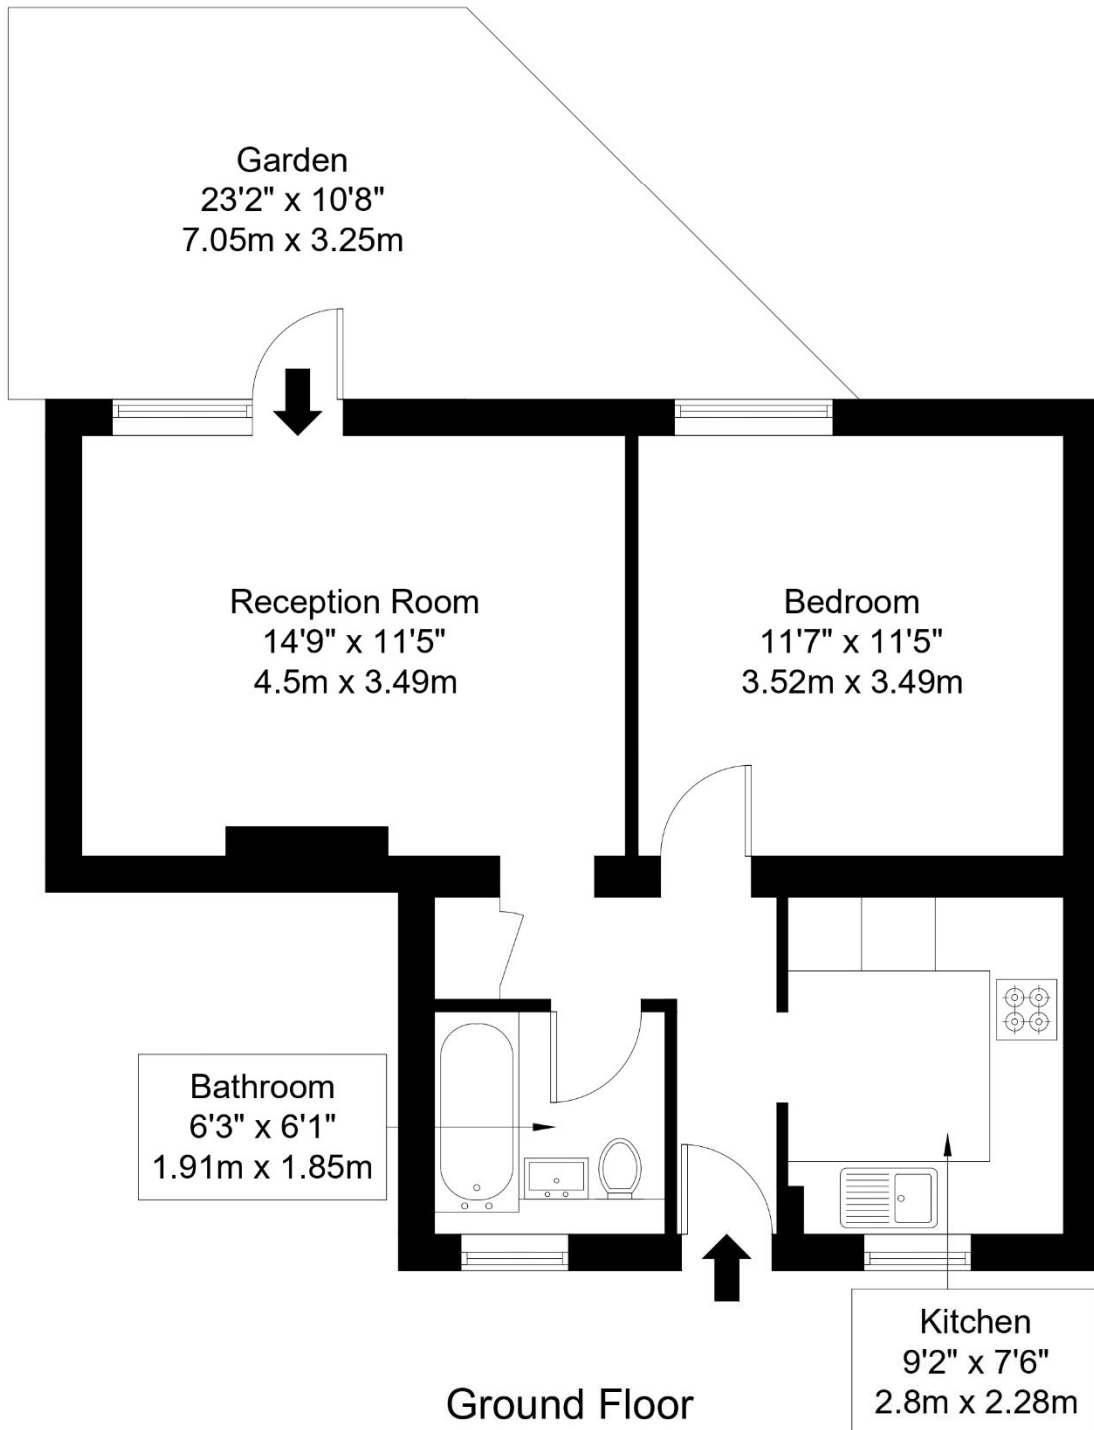 Garden
23'2" x 10'8"
7.05m x 3.25m
Reception Room
14'9" x 11'5"
4.5m x 3.49m
Bedroom
11'7" x 11'5"
3.52m x 3.49m
Bathroom
6'3" x 6'1"
1.91m x 1.85m
Kitchen
9'2" x 7'6"
2.8m x 2.28m
Ground Floor